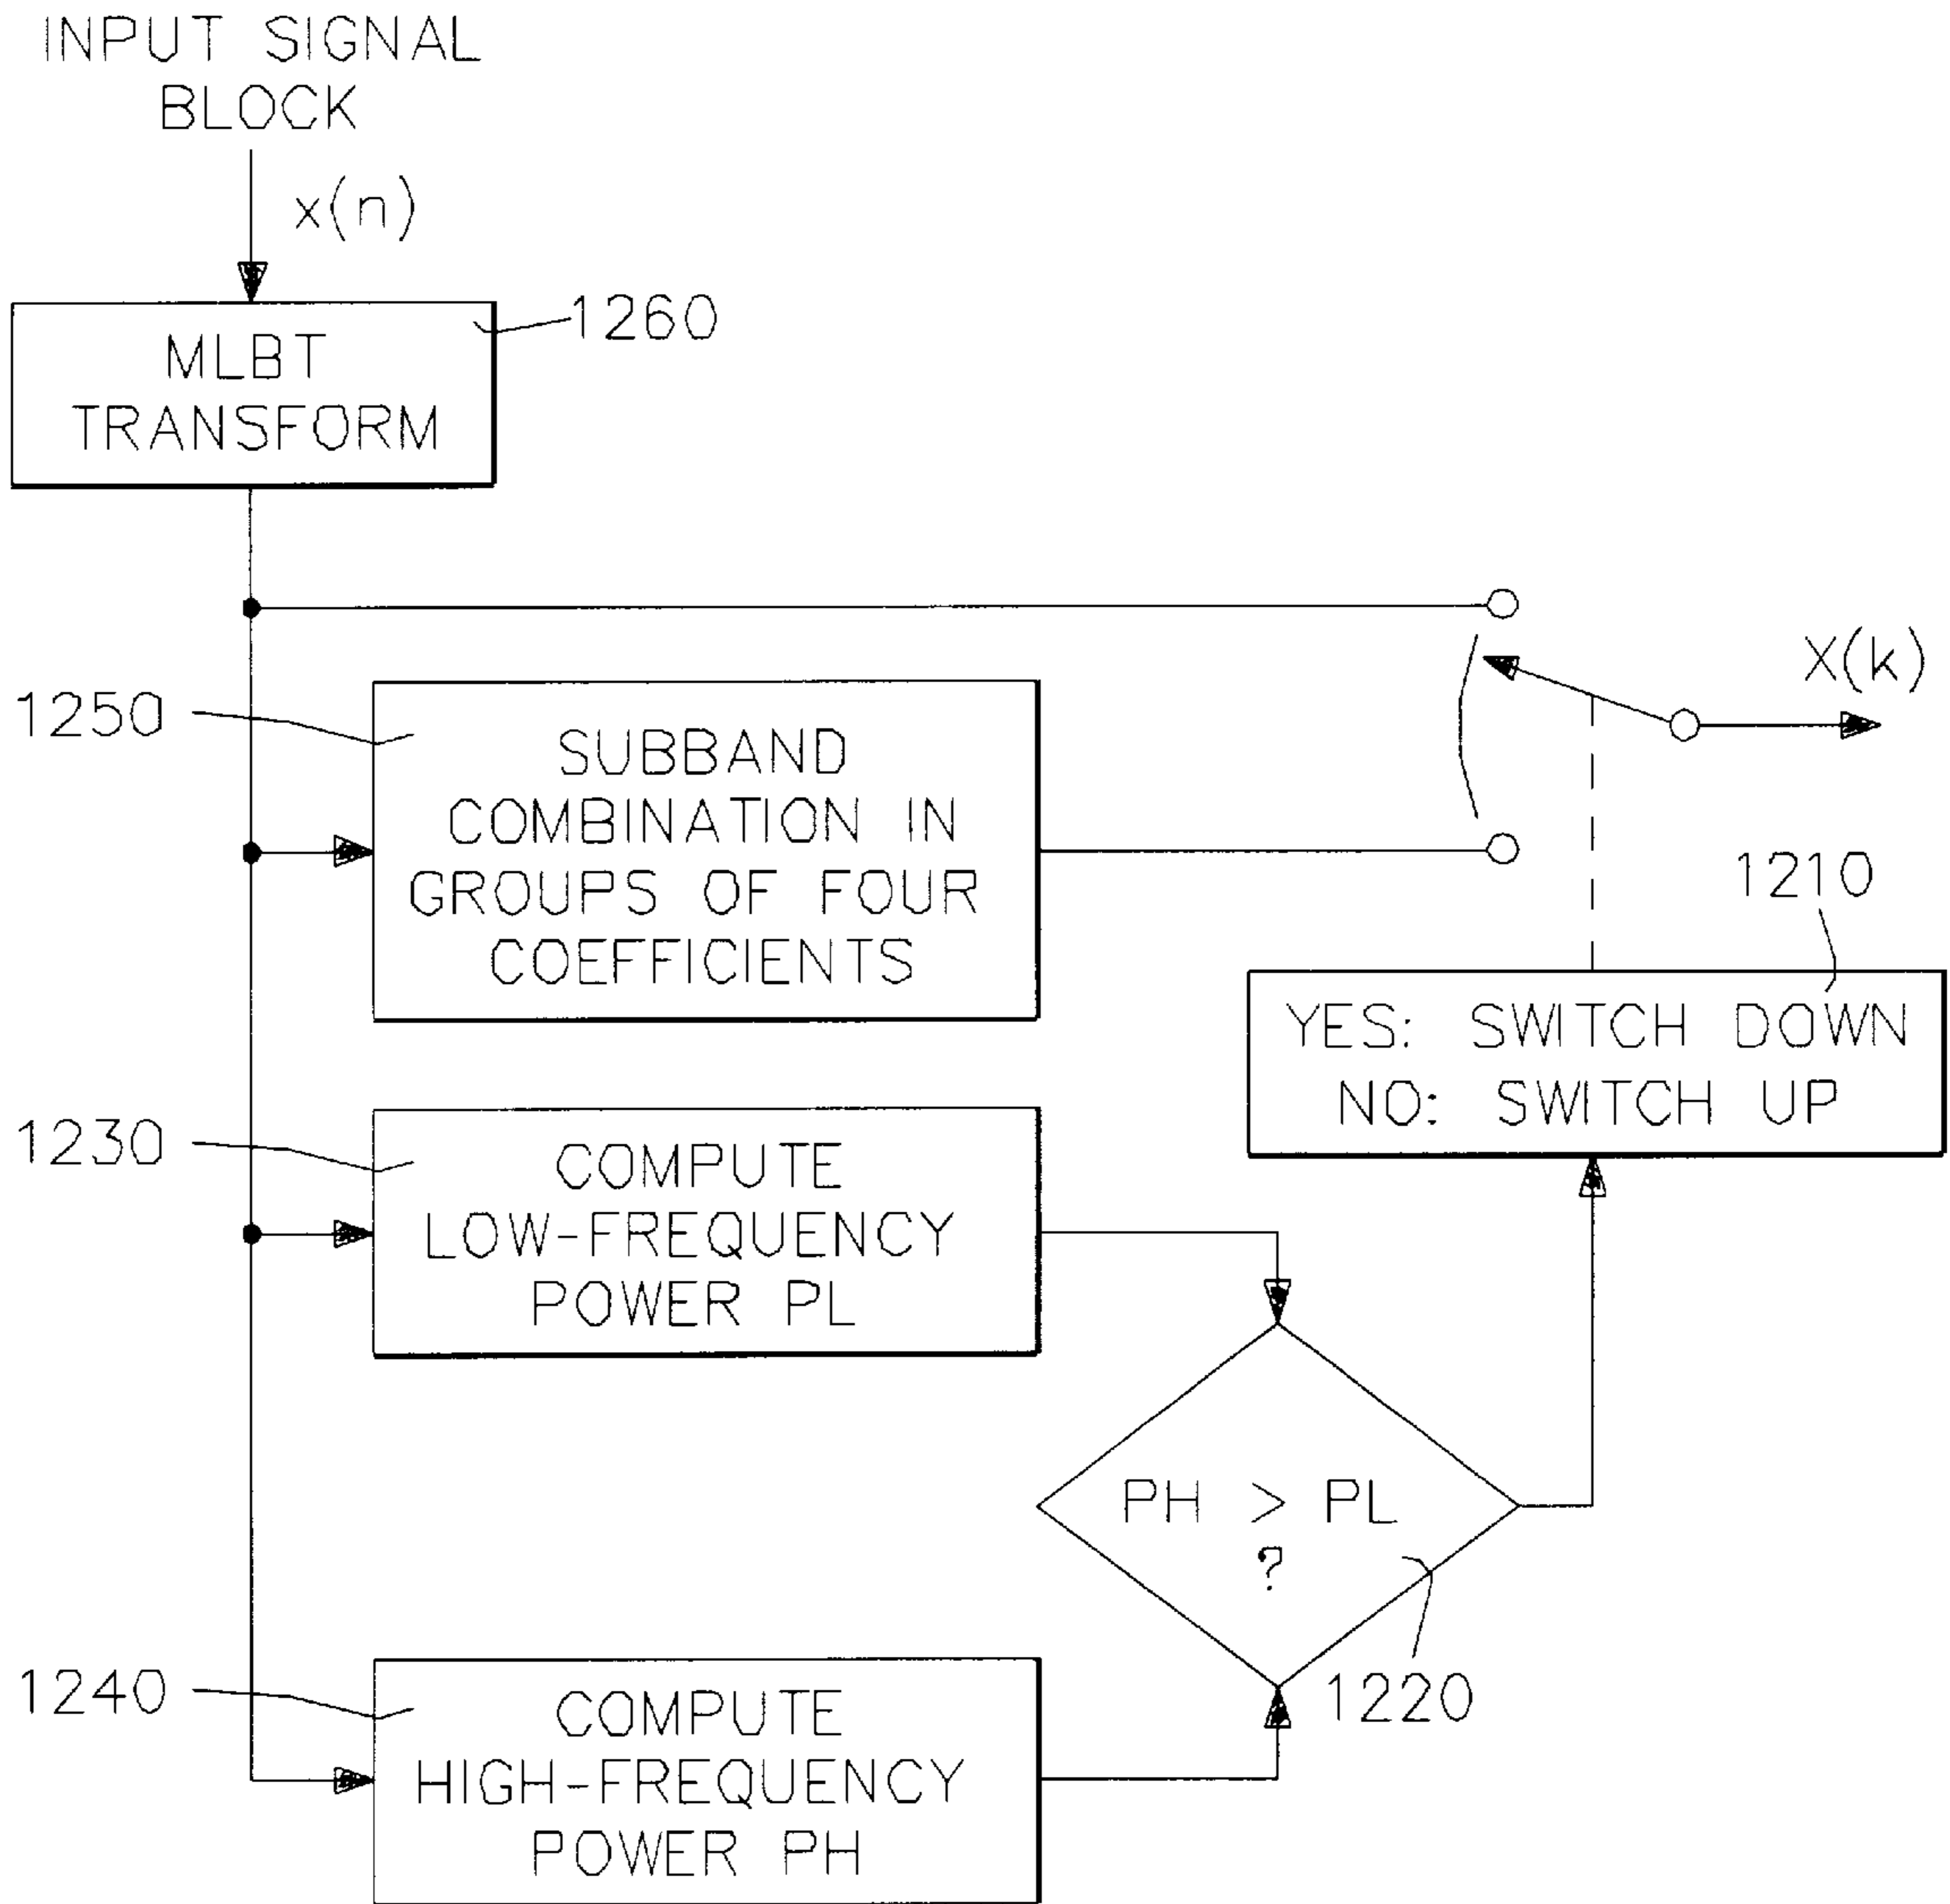 INPUT SIGNAL
BLOCK
x(n)
1260
MLBT
TRANSFORM
X(k)
1250
SUBBAND
COMBINATION IN
GROUPS OF FOUR
COEFFICIENTS
1210
YES: SWITCH DOWN
NO: SWITCH UP
1230
COMPUTE
LOW-FREQUENCY
POWER PL
PH > PL
?
1220
1240
COMPUTE
HIGH-FREQUENCY
POWER PH